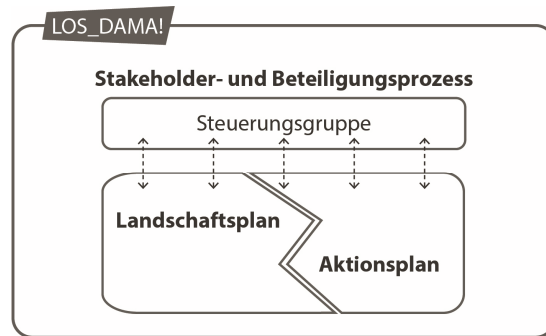 LOS_DAMA!
Stakeholder- und Beteiligungsprozess
Steuerungsgruppe
Landschaftsplan
Aktionsplan